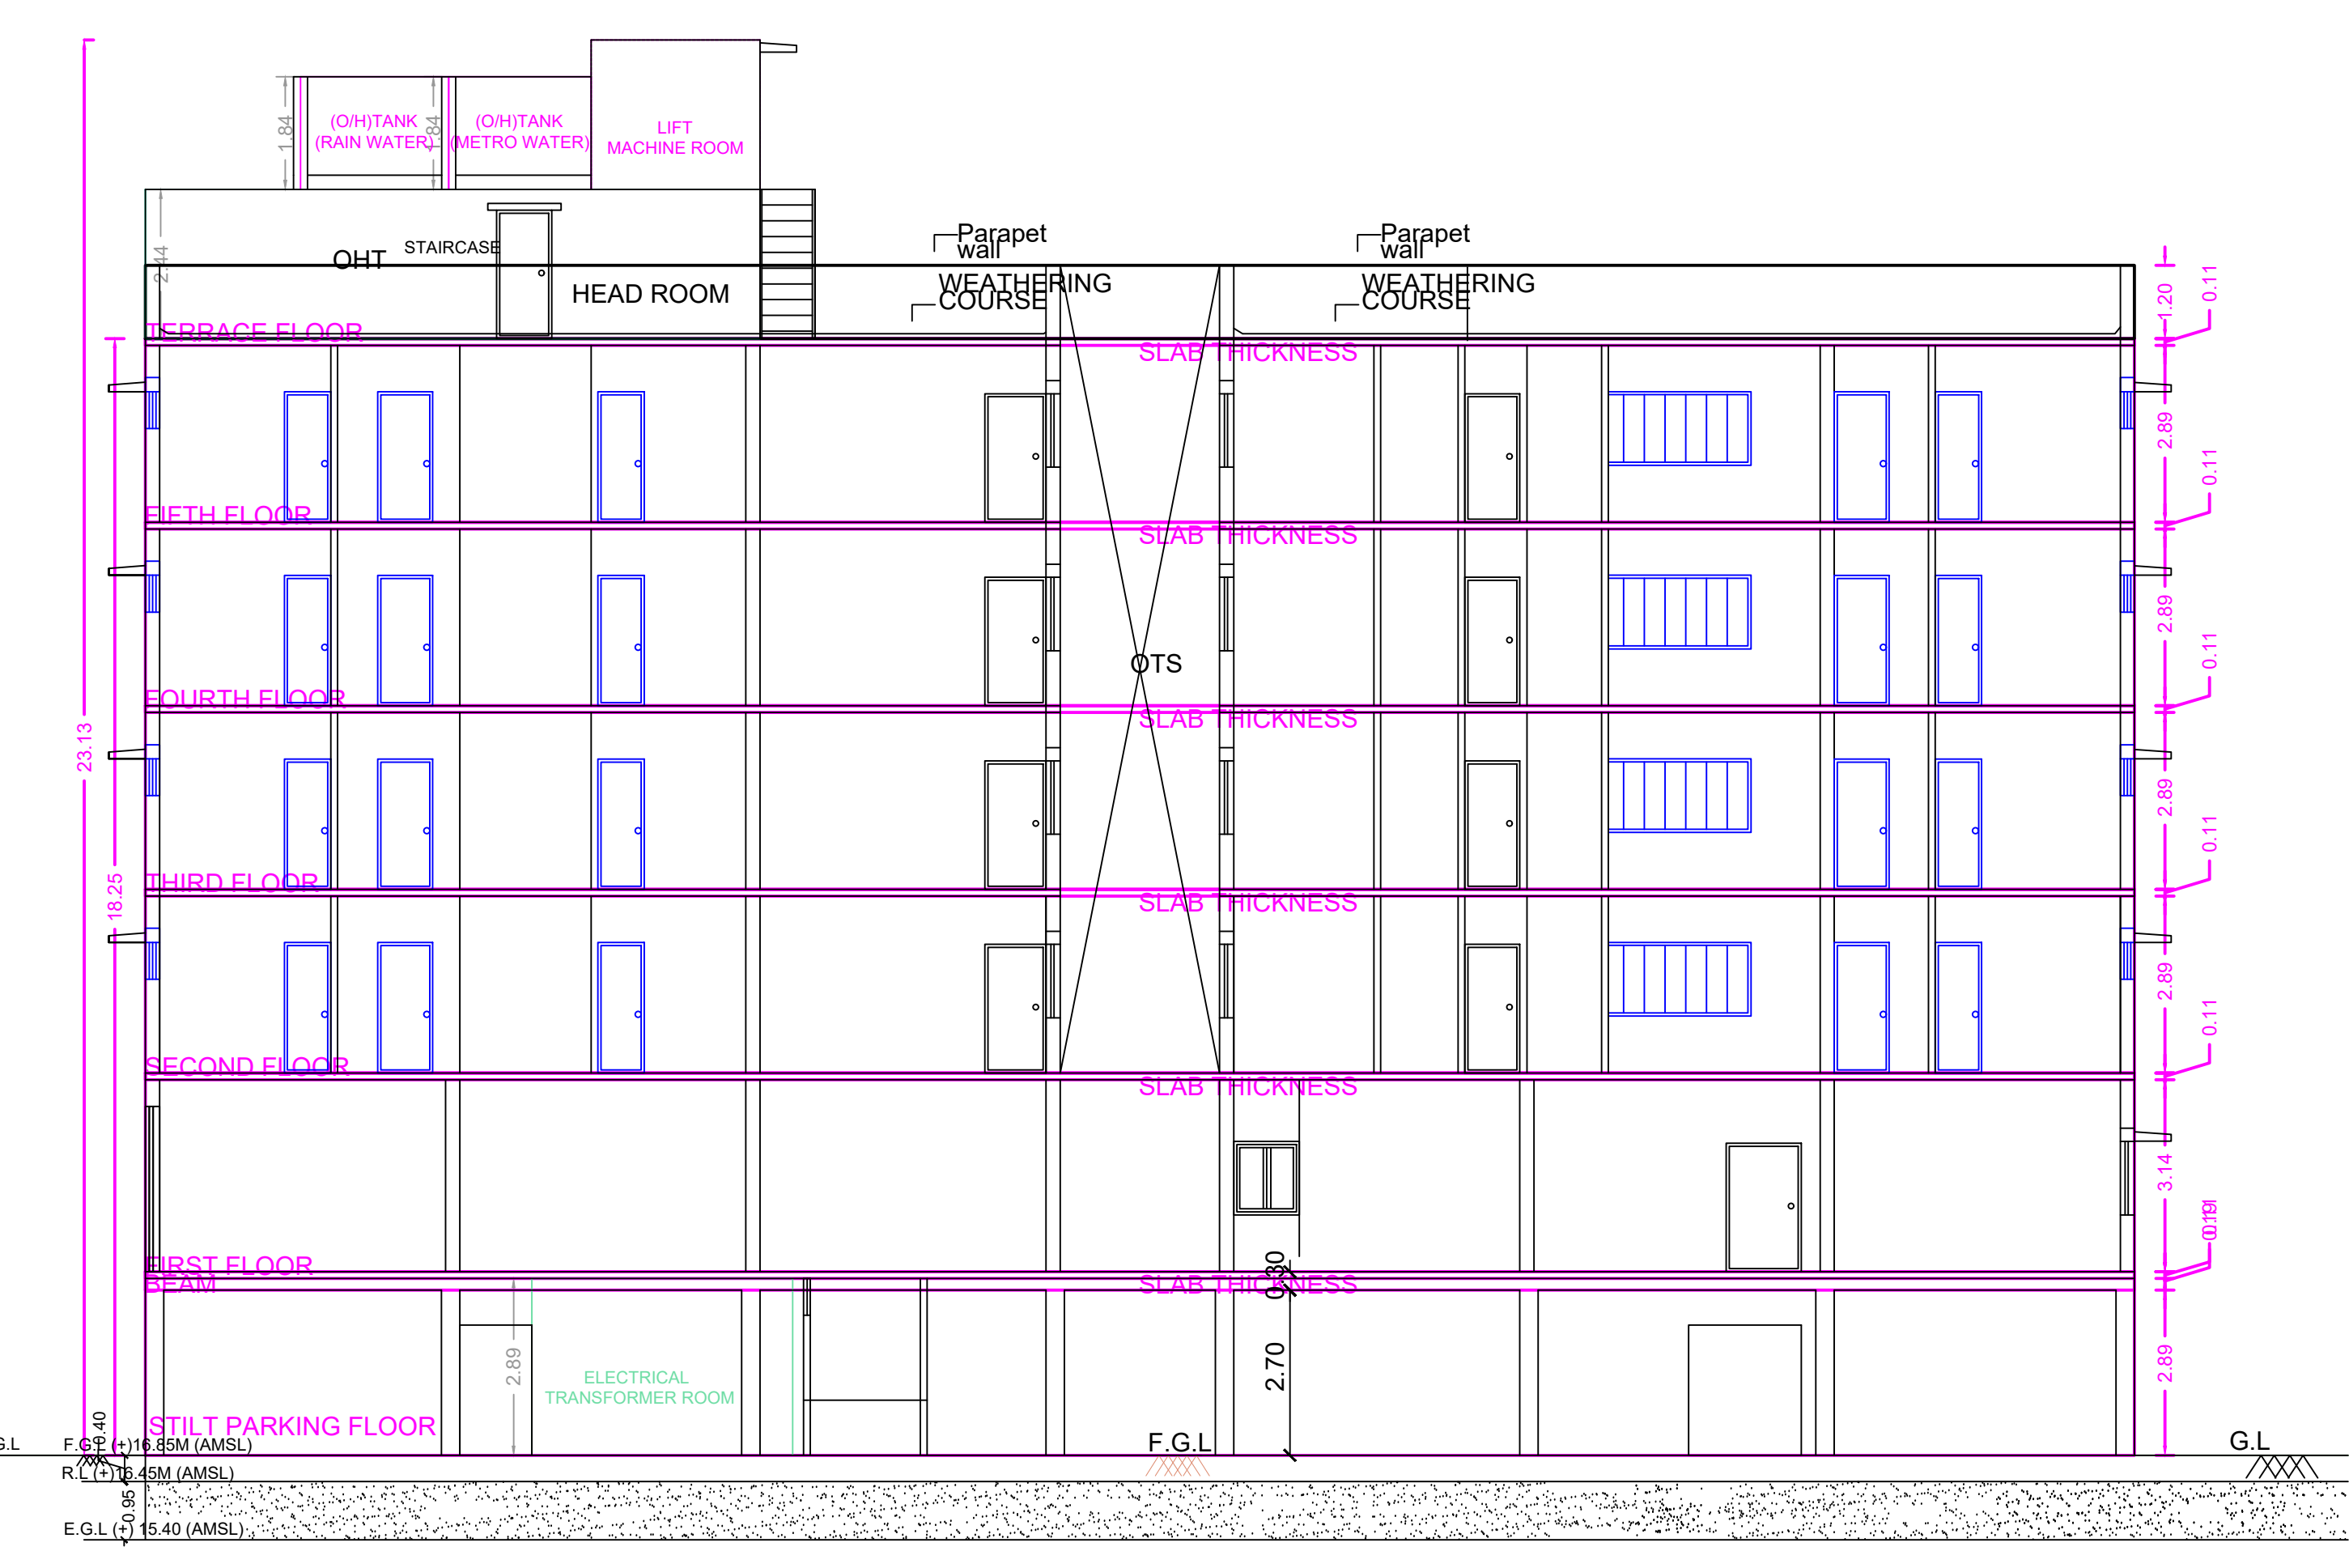 (O/H)TANK
(RAIN WATER)
(O/H)TANK
(METRO WATER)
LIFT
MACHINE ROOM
1.84
1.84
2.44
OHT
STAIRCASE
HEAD ROOM
Parapet
wall
WEATHERING
COURSE
Parapet
wall
WEATHERING
COURSE
1.20
0.11
TERRACE FLOOR
SLAB THICKNESS
2.89
0.11
FIFTH FLOOR
SLAB THICKNESS
2.89
0.11
OTS
FOURTH FLOOR
SLAB THICKNESS
23.13
2.89
0.11
18.25
THIRD FLOOR
SLAB THICKNESS
2.89
0.11
SECOND FLOOR
SLAB THICKNESS
3.14
FIRST FLOOR
BEAM
SLAB THICKNESS
0.30
2.89
2.70
2.89
ELECTRICAL
TRANSFORMER ROOM
STILT PARKING FLOOR
0.40
G.L
F.G.L (+)16.85M (AMSL)
F.G.L
G.L
R.L (+)16.45M (AMSL)
0.95
E.G.L (+) 15.40 (AMSL)